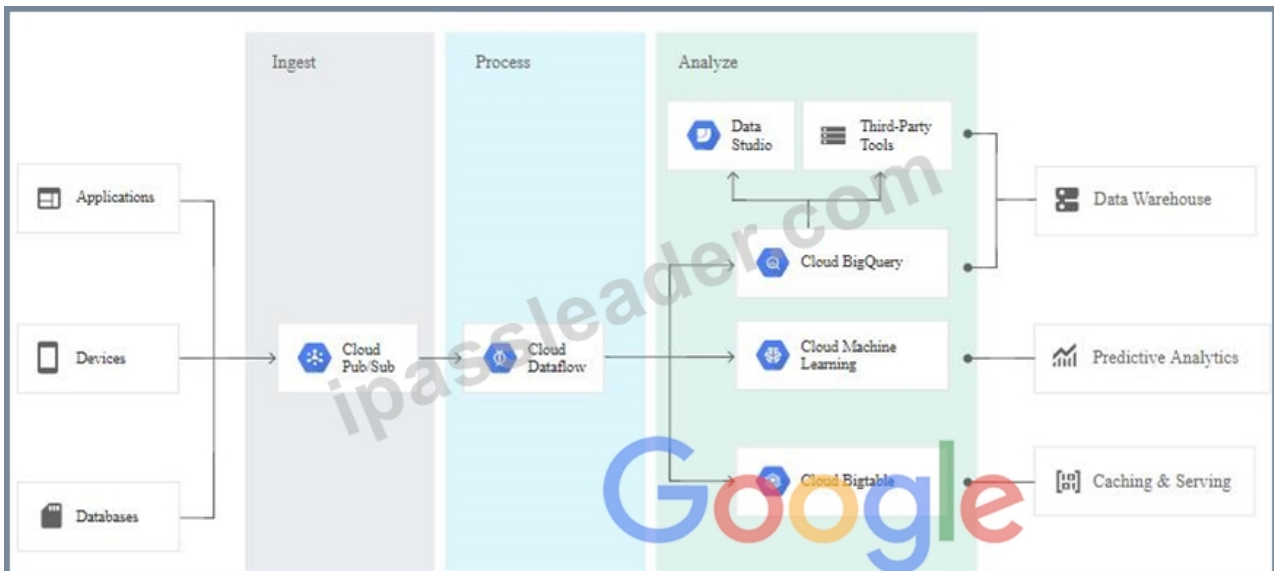 Ingest
Process
Analyze
Data
Studio
Third-Party
Tools
Applications
Data Warehouse
Cloud BigQuery
Devices
Cloud
Pub/Sub
Cloud
Dataflow
Cloud Machine
Learning
Predictive Analytics
Databases
Cloud Bigtable
Caching & Serving
ipassleader.com
Google